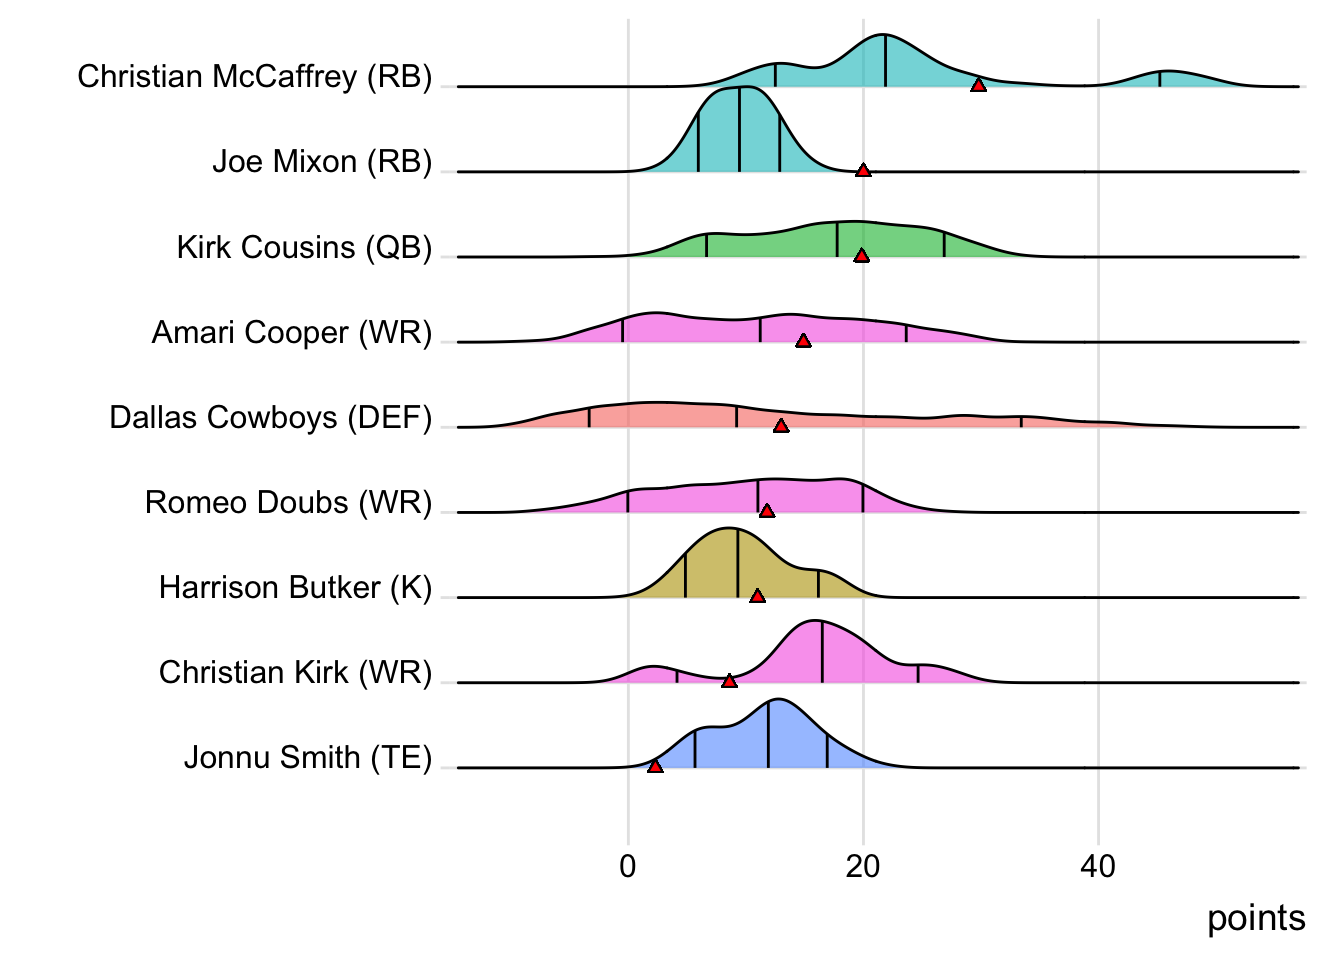 Christian McCaffrey (RB)
Joe Mixon (RB)
Kirk Cousins (QB)
Amari Cooper (WR)
Dallas Cowboys (DEF)
Romeo Doubs (WR)
Harrison Butker (K)
Christian Kirk (WR)
Jonnu Smith (TE)
0 20 40
points